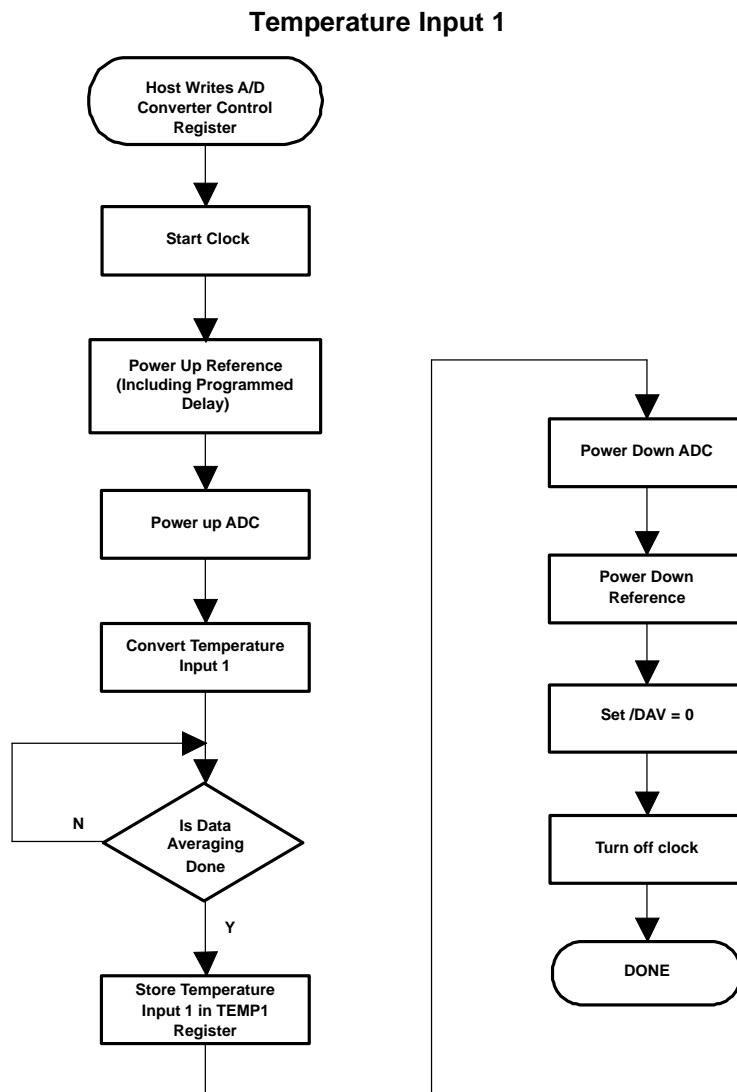 Temperature Input 1
Host Writes A/D
Converter Control
Register
Start Clock
Power Up Reference
(Including Programmed
Delay)
Power up ADC
Convert Temperature
Input 1
N
Is Data
Averaging
Done
Y
Store Temperature
Input 1 in TEMP1
Register
Power Down ADC
Power Down
Reference
Set /DAV = 0
Turn off clock
DONE